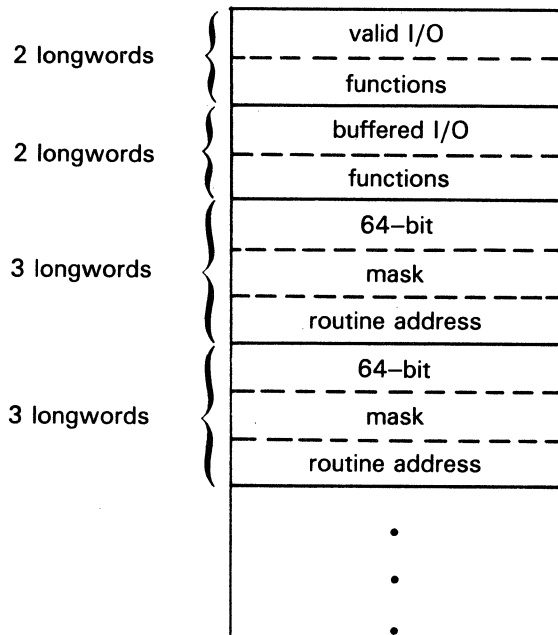 valid I/O
2 longwords
functions
buffered I/O
2 longwords
functions
64–bit
3 longwords
mask
routine address
64–bit
3 longwords
mask
routine address